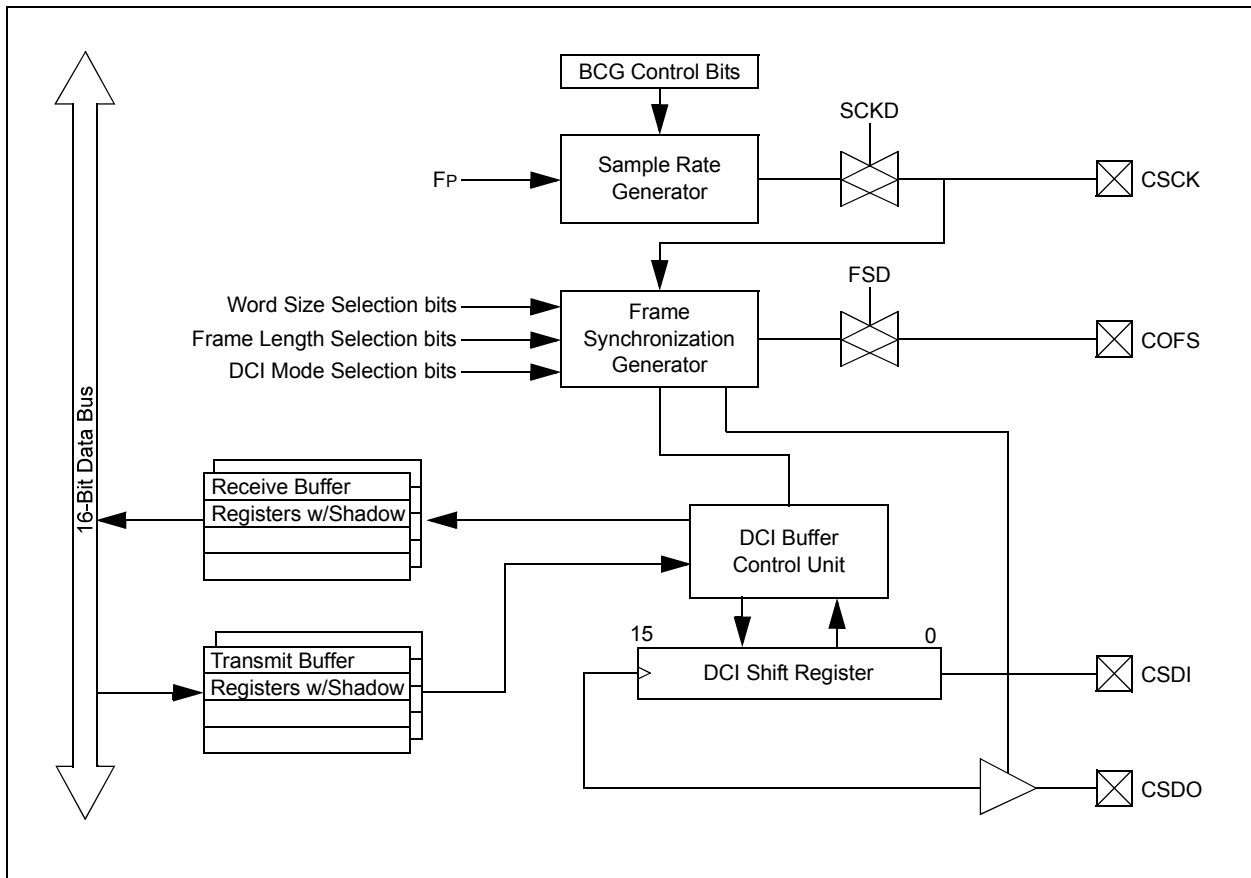 BCG Control Bits
SCKD
Sample Rate
Generator
FP
CSCK
FSD
Word Size Selection bits
Frame Length Selection bits
DCI Mode Selection bits
Frame
Synchronization
Generator
COFS
16-Bit Data Bus
Receive Buffer
Registers w/Shadow
DCI Buffer
Control Unit
15
0
Transmit Buffer
Registers w/Shadow
DCI Shift Register
CSDI
CSDO